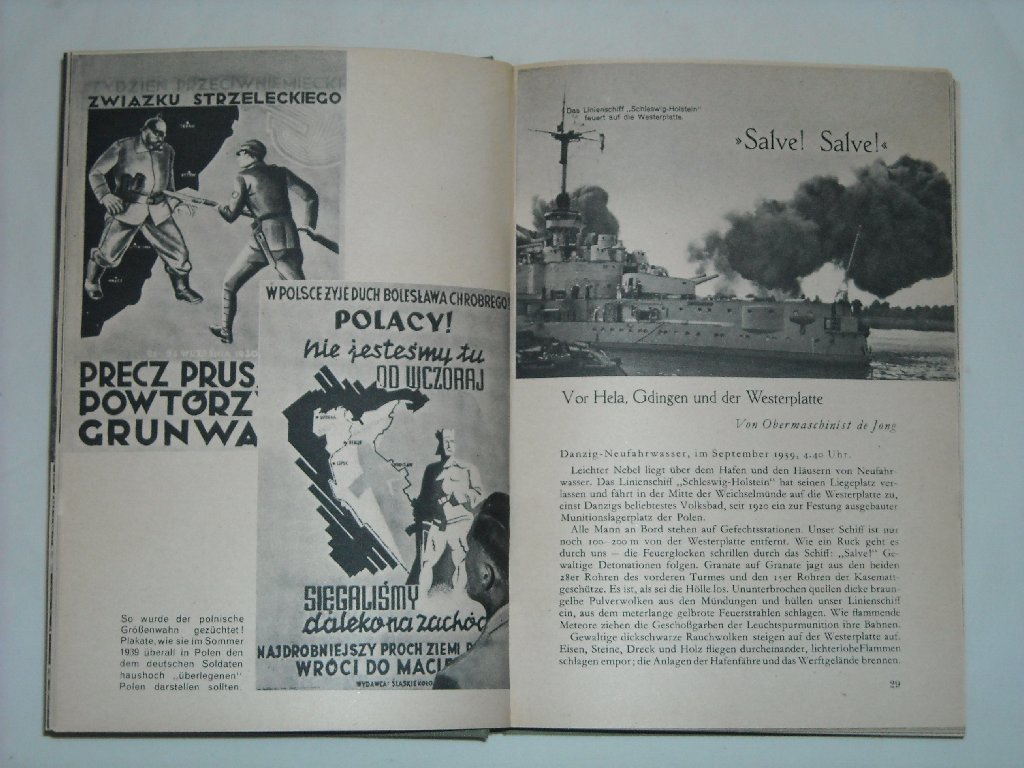 TYDZIEŃ PRZECIWNIEMIECKI
ZWIĄZKU STRZELECKIEGO
PRECZ PRUS
POWTÓRZ
GRUNWA
W POLSCE ŻYJE DUCH BOLESŁAWA CHROBREGO!
POLACY!
Nie jesteśmy tu
OD WCZORAJ
SIĘGALIŚMY
daleko na zachód
NAJDROBNIEJSZY PROCH ZIEMI
WRÓCI DO MACIE
WYDAWCA: ŚLĄSKIE KOŁO
So wurde der polnische
Größenwahn gezüchtet!
Plakate, wie sie im Sommer
1939 überall in Polen den
dem deutschen Soldaten
haushoch „überlegenen"
Polen darstellen sollten.
Das Linienschiff „Schleswig-Holstein"
feuert auf die Westerplatte.
»Salve! Salve!«
Vor Hela, Gdingen und der Westerplatte
Von Obermaschinist de Jong
Danzig-Neufahrwasser, im September 1939, 4.40 Uhr.
Leichter Nebel liegt über dem Hafen und den Häusern von Neufahr-
wasser. Das Linienschiff „Schleswig-Holstein" hat seinen Liegeplatz ver-
lassen und fährt in der Mitte der Weichselmünde auf die Westerplatte zu,
einst Danzigs beliebtestes Volksbad, seit 1920 ein zur Festung ausgebauter
Munitionslagerplatz der Polen.
Alle Mann an Bord stehen auf Gefechtsstationen. Unser Schiff ist nur
noch 100–200 m von der Westerplatte entfernt. Wie ein Ruck geht es
durch uns — die Feuerglocken schrillen durch das Schiff: „Salve!" Ge-
waltige Detonationen folgen. Granate auf Granate jagt aus den beiden
28er Rohren des vorderen Turmes und den 15er Rohren der Kasematt-
geschütze. Es ist, als sei die Hölle los. Ununterbrochen quellen dicke braun-
gelbe Pulverwolken aus den Mündungen und hüllen unser Linienschiff
ein, aus dem meterlange gelbrote Feuerstrahlen schlagen. Wie flammende
Meteore ziehen die Geschoßgarben der Leuchtspurmunition ihre Bahnen.
Gewaltige dickschwarze Rauchwolken steigen auf der Westerplatte auf.
Eisen, Steine, Dreck und Holz fliegen durcheinander, lichterlohe Flammen
schlagen empor; die Anlagen der Hafenfähre und das Werftgelände brennen.
29